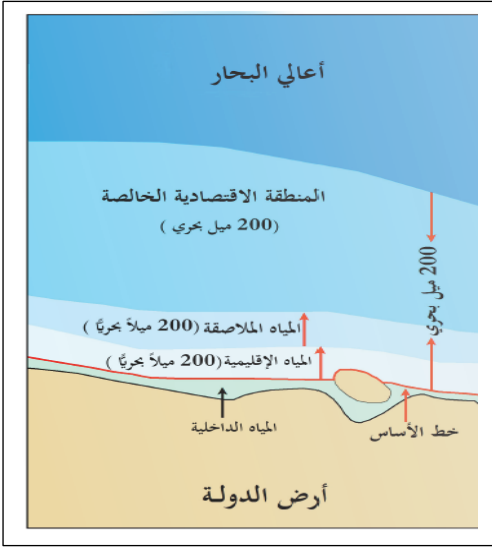 أعالي البحار
المنطقة الاقتصادية الخالصة
(200 ميل بحري )
200 ميل بحري
المياه الملاصقة (200 ميلاً بحريًّا )
المياه الإقليمية (200 ميلاً بحريًّا )
المياه الداخلية
خط الأساس
أرض الدولـة